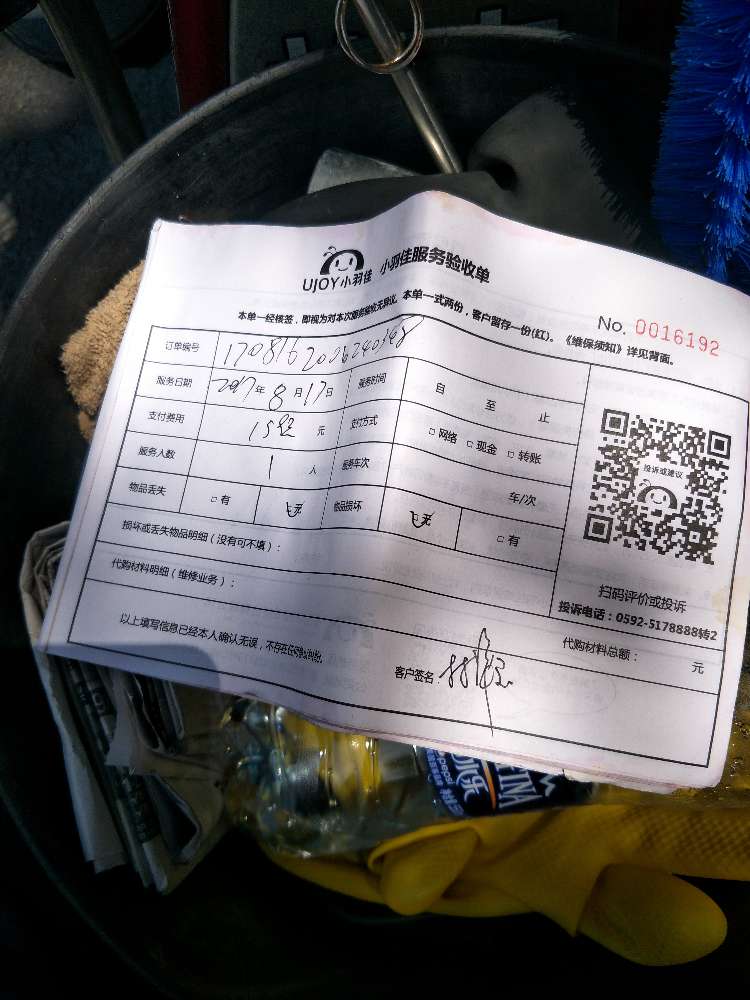 UJOY小羽佳 小羽佳服务验收单
本单一经核签，即视为对本次服务验收无异议。本单一式两份，客户留存一份(红)。《维保须知》详见背面。
No. 0016192
订单编号
服务日期 2017年8月17日 服务时间 自 至 止
支付费用 元 支付方式 □ 网络 □ 现金 □ 转账
服务人数 1 人 服务车次 车/次
物品丢失 □ 有 无 物品损坏 无 □ 有
损坏或丢失物品明细（没有可不填）：
代购材料明细（维修业务）：
代购材料总额： 元
以上填写信息已经本人确认无误，不存在任何争议纠纷。
客户签名：
投诉或建议
扫码评价或投诉
投诉电话：0592-5178888转2
pepsi